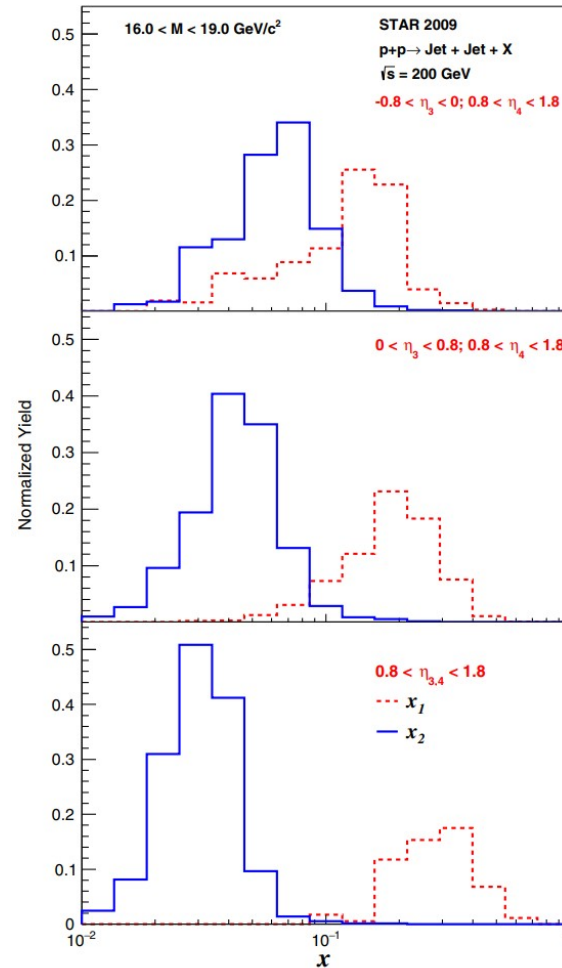 16.0 < M < 19.0 GeV/c²
STAR 2009
p+p→ Jet + Jet + X
√s = 200 GeV
-0.8 < η₃ < 0; 0.8 < η₄ < 1.8
0.5
0.4
0.3
0.2
0.1
0 < η₃ < 0.8; 0.8 < η₄ < 1.8
0.5
0.4
0.3
0.2
0.1
Normalized Yield
0.8 < η₃,₄ < 1.8
x₁
x₂
0.5
0.4
0.3
0.2
0.1
0
10⁻²
10⁻¹
x